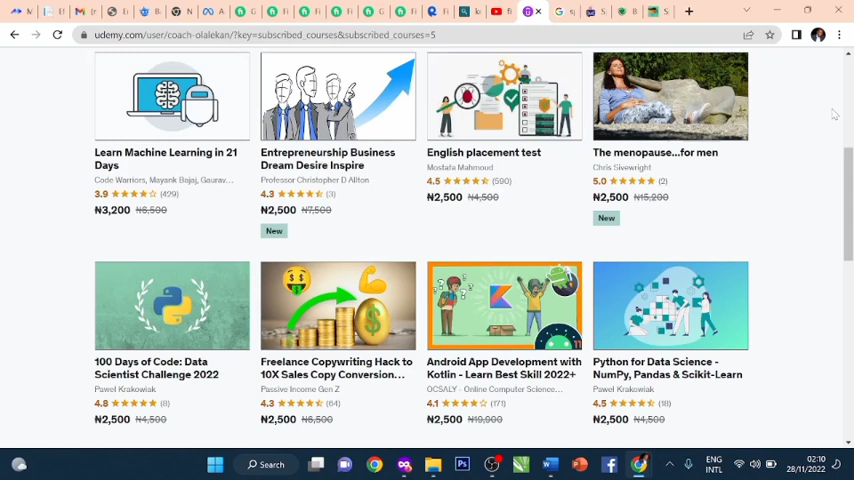 udemy.com/user/coach-olalekan/?key=subscribed_courses&subscribed_courses=5
Learn Machine Learning in 21
Days
Code Warriors, Mayank Bajaj, Gaurav...
3.9 (429)
₦3,200 ₦6,500
Entrepreneurship Business
Dream Desire Inspire
Professor Christopher D Allton
4.3 (3)
₦2,500 ₦7,500
New
English placement test
Mostafa Mahmoud
4.5 (590)
₦2,500 ₦4,500
The menopause...for men
Chris Sivewright
5.0 (2)
₦2,500 ₦15,200
New
100 Days of Code: Data
Scientist Challenge 2022
Paweł Krakowiak
4.8 (8)
₦2,500 ₦4,500
Freelance Copywriting Hack to
10X Sales Copy Conversion...
Passive Income Gen Z
4.3 (64)
₦2,500 ₦6,500
Android App Development with
Kotlin - Learn Best Skill 2022+
OCSALY - Online Computer Science...
4.1 (171)
₦2,500 ₦19,900
Python for Data Science -
NumPy, Pandas & Scikit-Learn
Paweł Krakowiak
4.5 (18)
₦2,500 ₦4,500
Search
ENG
INTL
02:10
28/11/2022